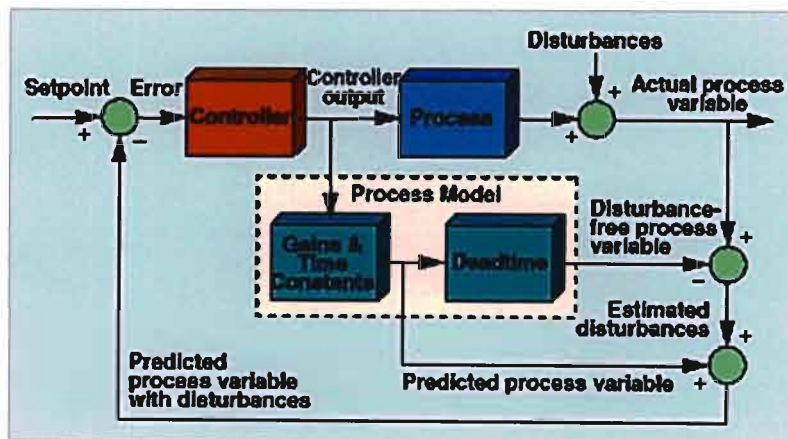 Disturbances
Setpoint
Error
Controller
Controller
output
Process
Actual process
variable
+
−
+
+
Process Model
Gains &
Time
Constants
Deadtime
Disturbance-
free process
variable
+
−
Estimated
disturbances
+
+
Predicted
process variable
with disturbances
Predicted process variable